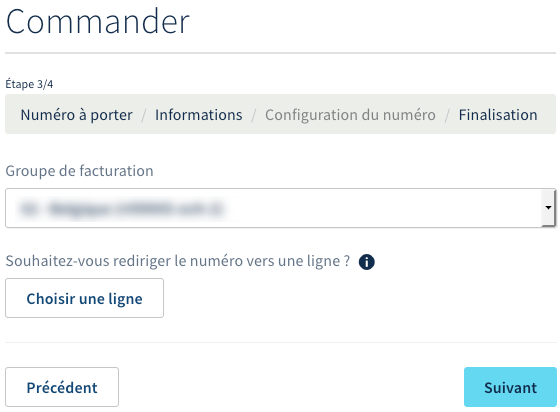 Commander
Étape 3/4
Numéro à porter / Informations / Configuration du numéro / Finalisation
Groupe de facturation
Souhaitez-vous rediriger le numéro vers une ligne ?
Choisir une ligne
Précédent Suivant